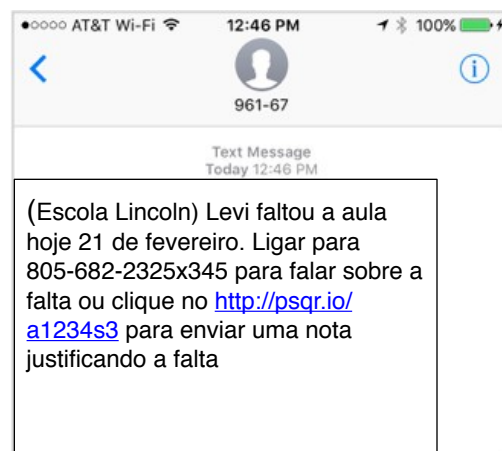 ●○○○○ AT&T Wi-Fi 12:46 PM 100%
961-67
Text Message
Today 12:46 PM
(Escola Lincoln) Levi faltou a aula
hoje 21 de fevereiro. Ligar para
805-682-2325x345 para falar sobre a
falta ou clique no http://psqr.io/
a1234s3 para enviar uma nota
justificando a falta